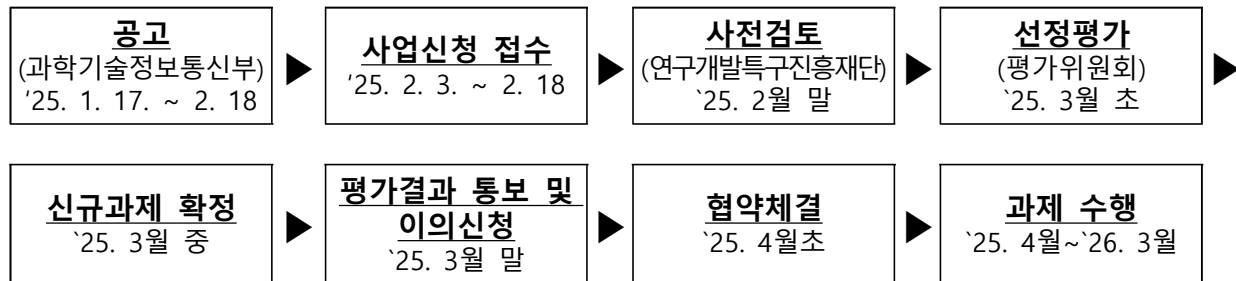 공고
(과학기술정보통신부)
'25. 1. 17. ~ 2. 18
▶
사업신청 접수
'25. 2. 3. ~ 2. 18
▶
사전검토
(연구개발특구진흥재단)
`25. 2월 말
▶
선정평가
(평가위원회)
`25. 3월 초
▶
신규과제 확정
`25. 3월 중
▶
평가결과 통보 및
이의신청
`25. 3월 말
▶
협약체결
`25. 4월초
▶
과제 수행
`25. 4월~`26. 3월